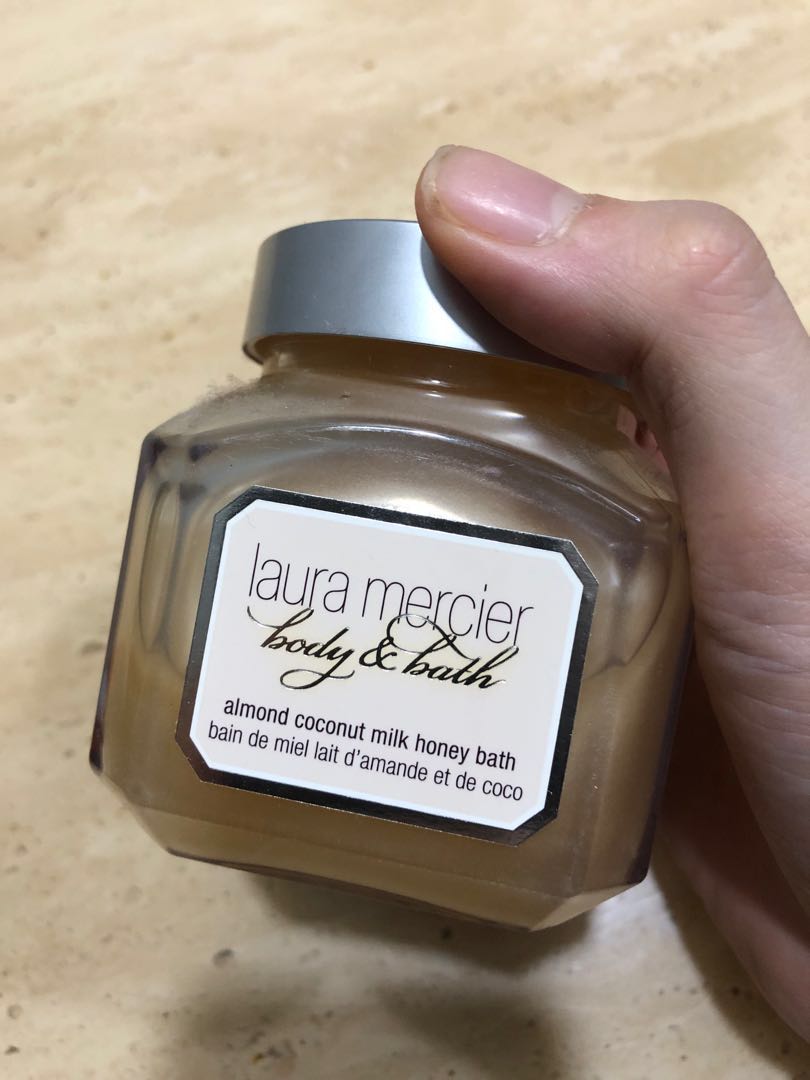 laura mercier
body & bath
almond coconut milk honey bath
bain de miel lait d'amande et de coco